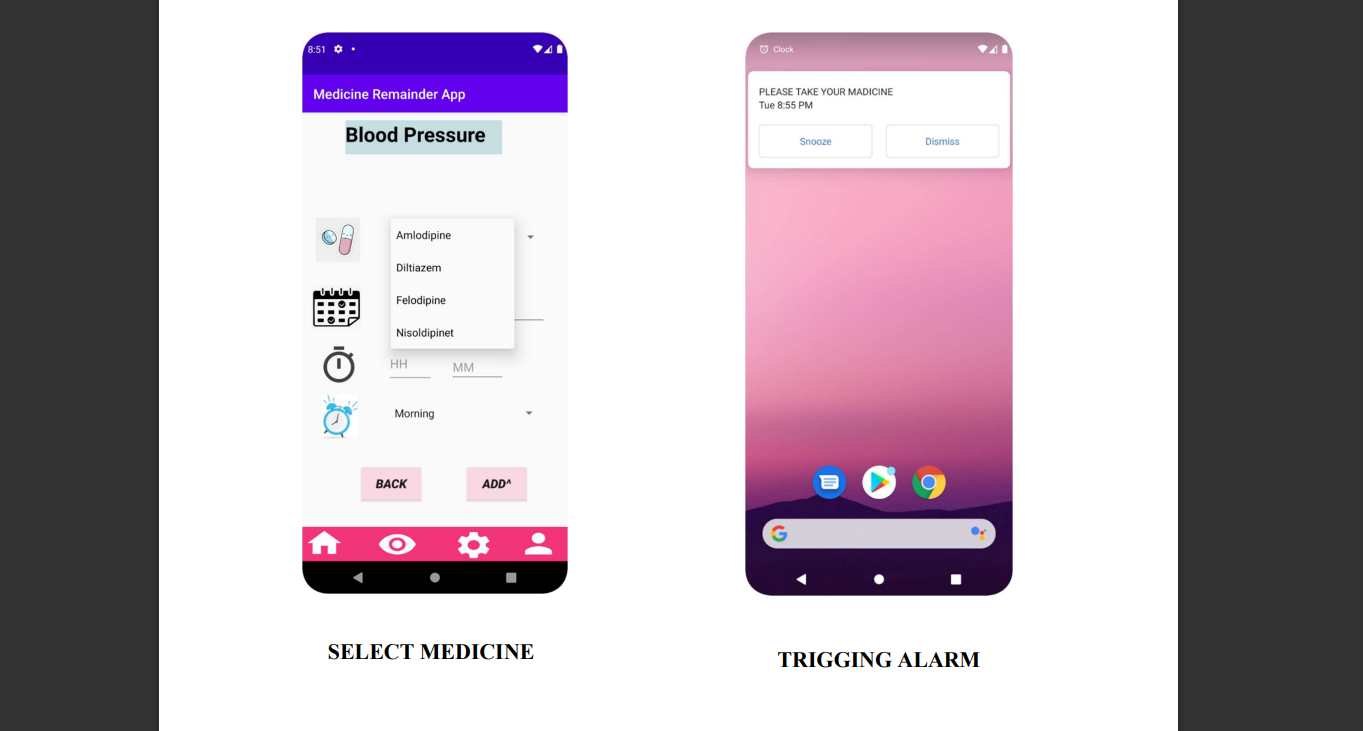 8:51
Medicine Remainder App
Blood Pressure
Amlodipine
Diltiazem
Felodipine
Nisoldipinet
HH MM
Morning
BACK ADD^
SELECT MEDICINE
Clock
PLEASE TAKE YOUR MADICINE
Tue 8:55 PM
Snooze Dismiss
TRIGGING ALARM